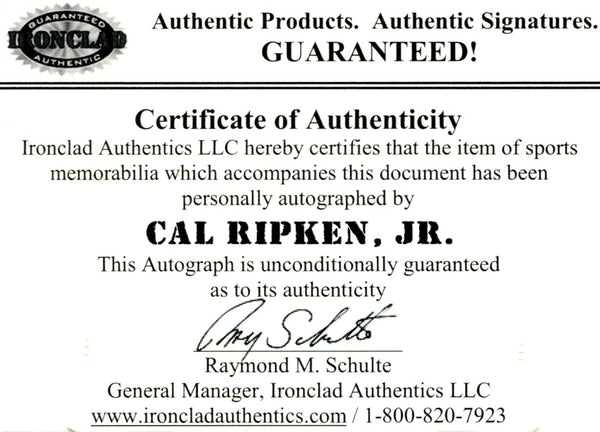 GUARANTEED
IRONCLAD
AUTHENTIC
Authentic Products. Authentic Signatures.
GUARANTEED!
Certificate of Authenticity
Ironclad Authentics LLC hereby certifies that the item of sports
memorabilia which accompanies this document has been
personally autographed by
CAL RIPKEN, JR.
This Autograph is unconditionally guaranteed
as to its authenticity
Ray Schulte
Raymond M. Schulte
General Manager, Ironclad Authentics LLC
www.ironcladauthentics.com / 1-800-820-7923